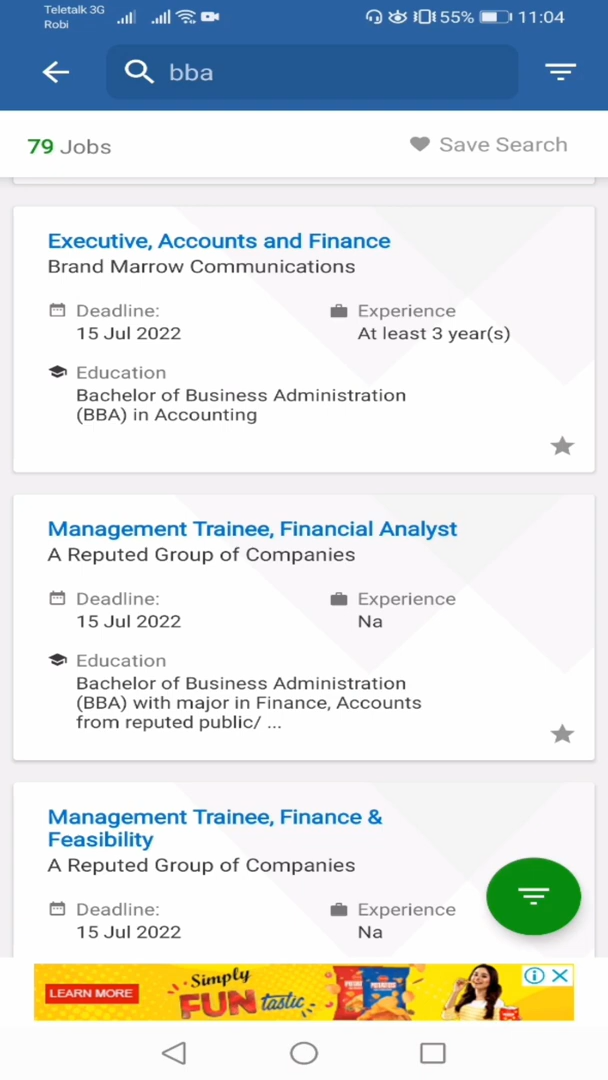 Teletalk 3G
Robi
55%
11:04
bba
79 Jobs
Save Search
Executive, Accounts and Finance
Brand Marrow Communications
Deadline:
15 Jul 2022
Experience
At least 3 year(s)
Education
Bachelor of Business Administration
(BBA) in Accounting
Management Trainee, Financial Analyst
A Reputed Group of Companies
Deadline:
15 Jul 2022
Experience
Na
Education
Bachelor of Business Administration
(BBA) with major in Finance, Accounts
from reputed public/ ...
Management Trainee, Finance &
Feasibility
A Reputed Group of Companies
Deadline:
15 Jul 2022
Experience
Na
LEARN MORE
Simply
FUNtastic